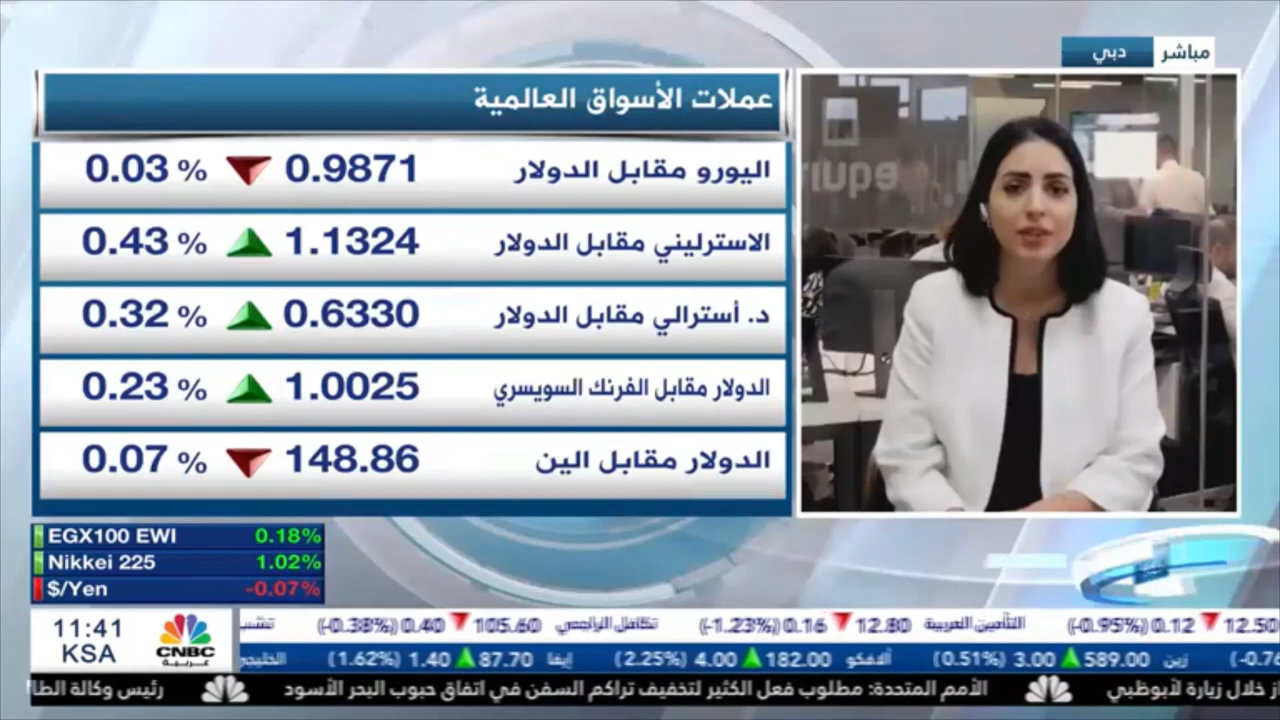 مباشر دبي
عملات الأسواق العالمية
اليورو مقابل الدولار 0.9871 0.03 %
الاسترليني مقابل الدولار 1.1324 0.43 %
د. أسترالي مقابل الدولار 0.6330 0.32 %
الدولار مقابل الفرنك السويسري 1.0025 0.23 %
الدولار مقابل الين 148.86 0.07 %
EGX100 EWI 0.18%
Nikkei 225 1.02%
$/Yen -0.07%
11:41
KSA
CNBC
عربية
12.50 0.12 (-0.95%) التأمين العربية 12.80 0.16 (-1.23%) تكافل الراجحي 105.60 0.40 (-0.38%)
زين 589.00 3.00 (0.51%) ألافكو 182.00 4.00 (2.25%) إيفا 87.70 1.40 (1.62%) الخليجي
خلال زيارة لأبوظبي الأمم المتحدة: مطلوب فعل الكثير لتخفيف تراكم السفن في اتفاق حبوب البحر الأسود رئيس وكالة